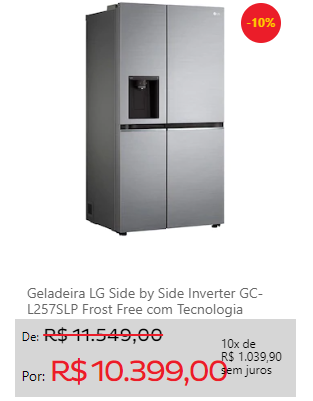 -10%
Geladeira LG Side by Side Inverter GC-
L257SLP Frost Free com Tecnologia
De: R$ 11.549,00
Por: R$ 10.399,00
10x de
R$ 1.039,90
sem juros